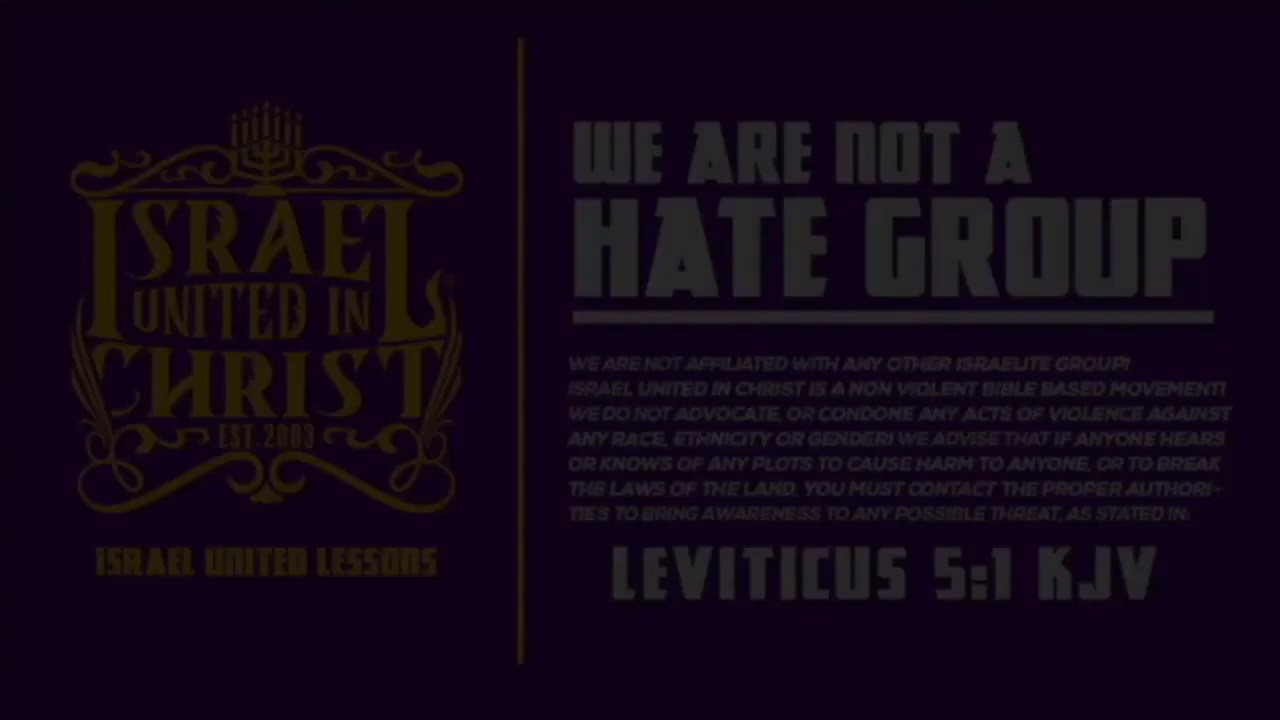 ISRAEL
UNITED IN
CHRIST
EST. 2003
ISRAEL UNITED LESSONS
WE ARE NOT A
HATE GROUP
WE ARE NOT AFFILIATED WITH ANY OTHER ISRAELITE GROUP!
ISRAEL UNITED IN CHRIST IS A NON VIOLENT BIBLE BASED MOVEMENT!
WE DO NOT ADVOCATE, OR CONDONE ANY ACTS OF VIOLENCE AGAINST
ANY RACE, ETHNICITY OR GENDER! WE ADVISE THAT IF ANYONE HEARS
OR KNOWS OF ANY PLOTS TO CAUSE HARM TO ANYONE, OR TO BREAK
THE LAWS OF THE LAND, YOU MUST CONTACT THE PROPER AUTHORI-
TIES TO BRING AWARENESS TO ANY POSSIBLE THREAT, AS STATED IN:
LEVITICUS 5:1 KJV